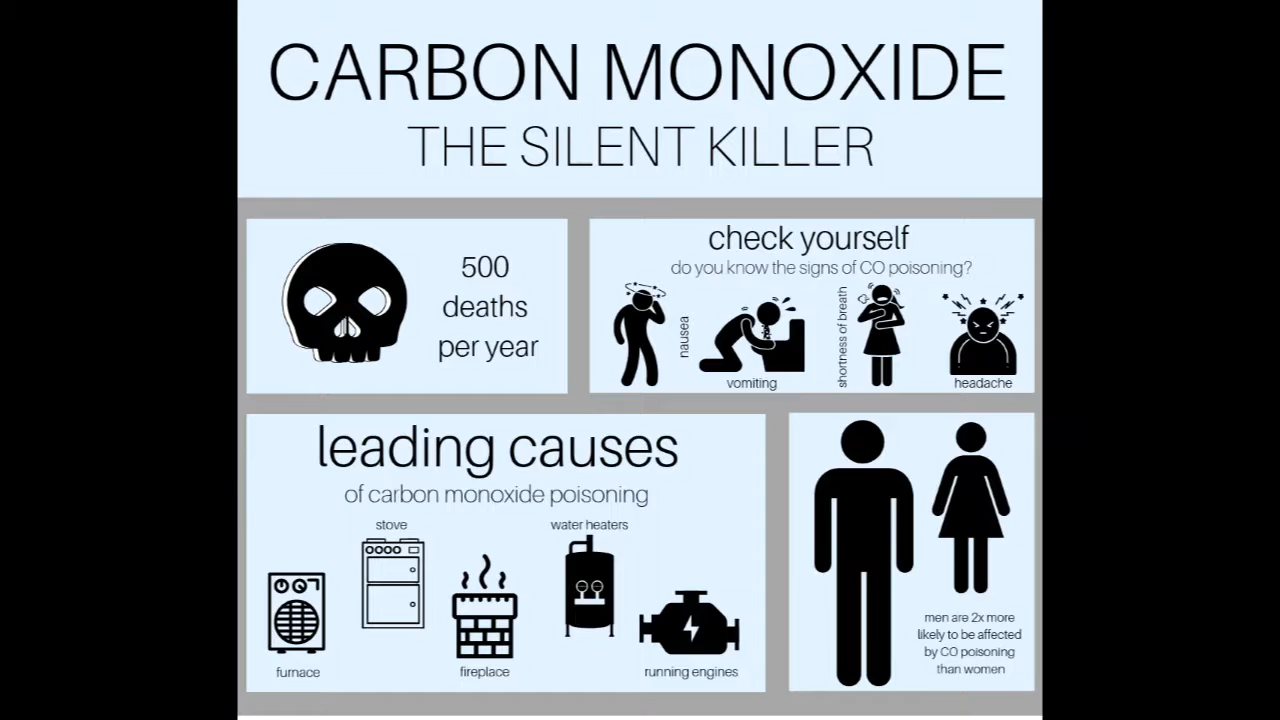 CARBON MONOXIDE
THE SILENT KILLER
500
deaths
per year
check yourself
do you know the signs of CO poisoning?
nausea
vomiting
shortness of breath
headache
leading causes
of carbon monoxide poisoning
stove
water heaters
furnace
fireplace
running engines
men are 2x more
likely to be affected
by CO poisoning
than women